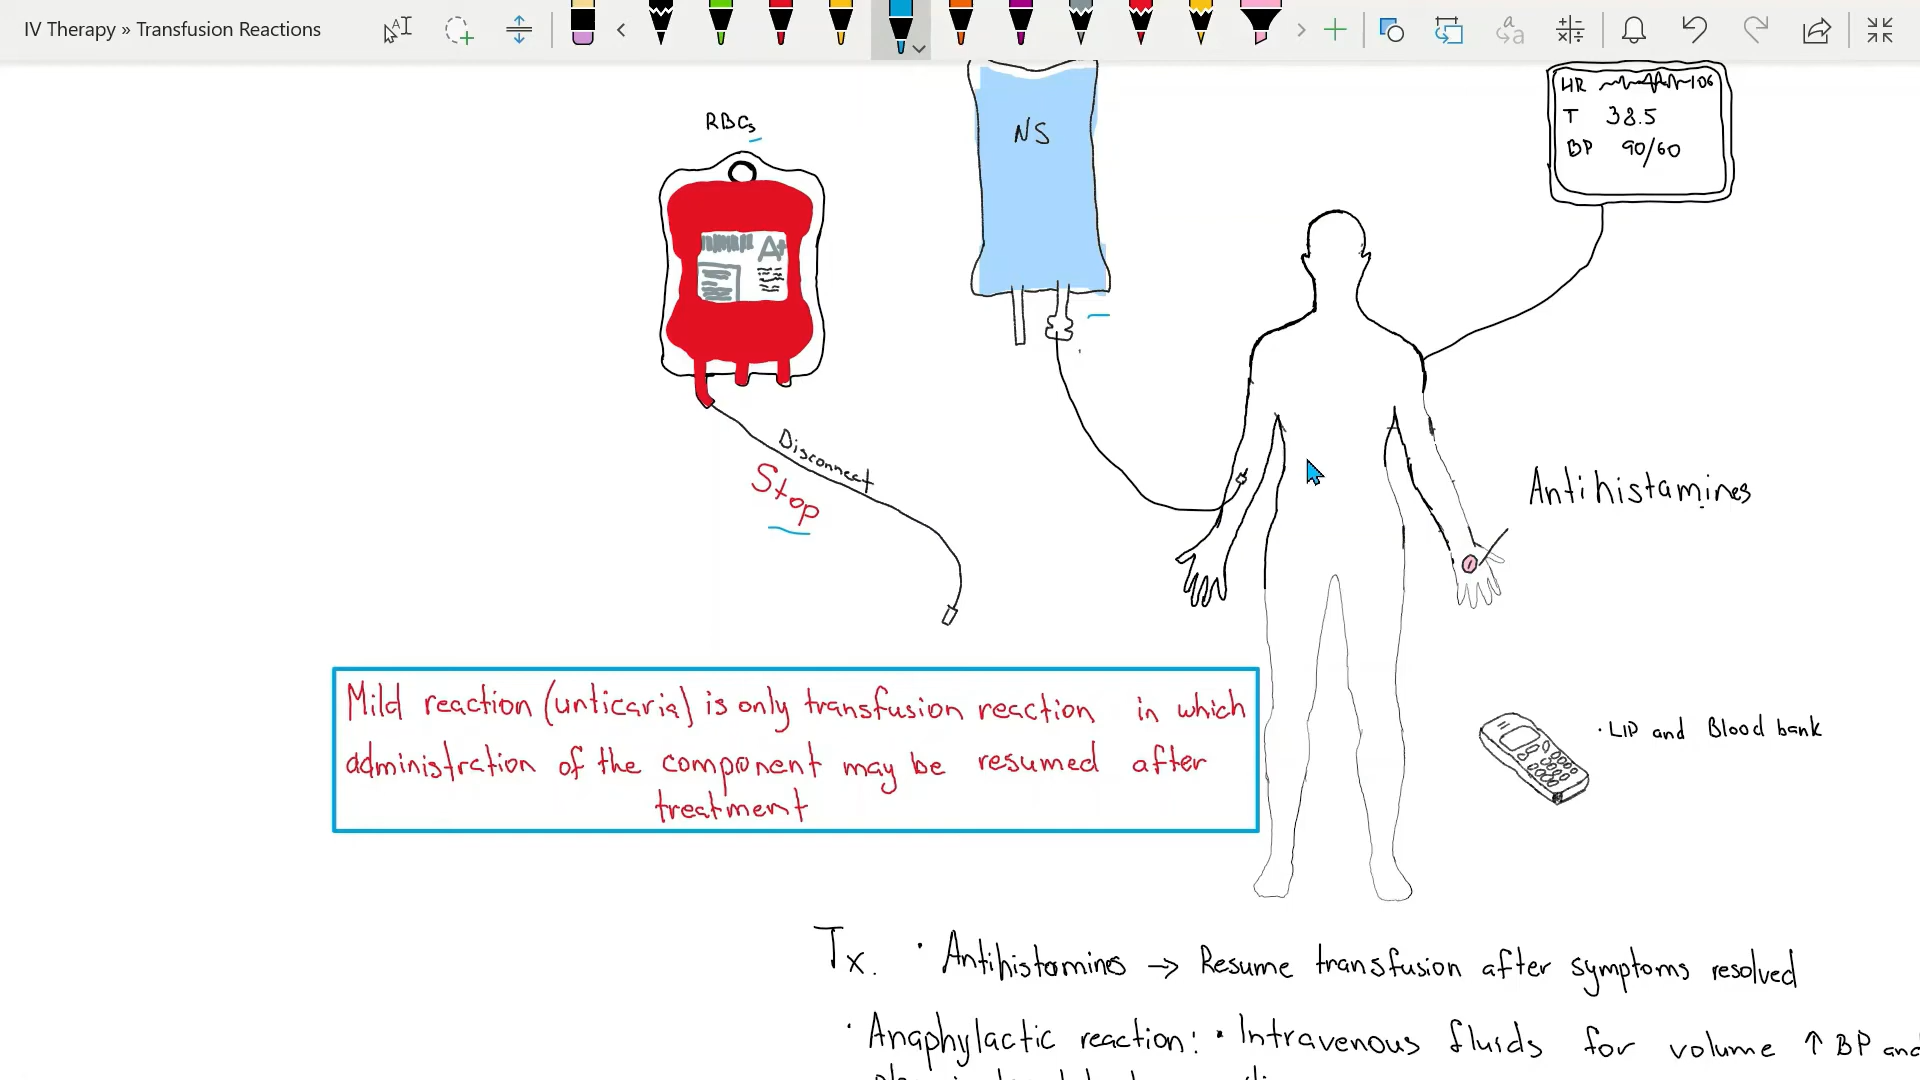 IV Therapy » Transfusion Reactions
HR 106
T 38.5
BP 90/60
RBCs
NS
A+
Disconnect
Stop
Antihistamines
Mild reaction (unticaria) is only transfusion reaction in which
administration of the component may be resumed after
treatment
· LIP and Blood bank
Tx. · Antihistamines → Resume transfusion after symptoms resolved
· Anaphylactic reaction: · Intravenous fluids for volume ↑ BP and